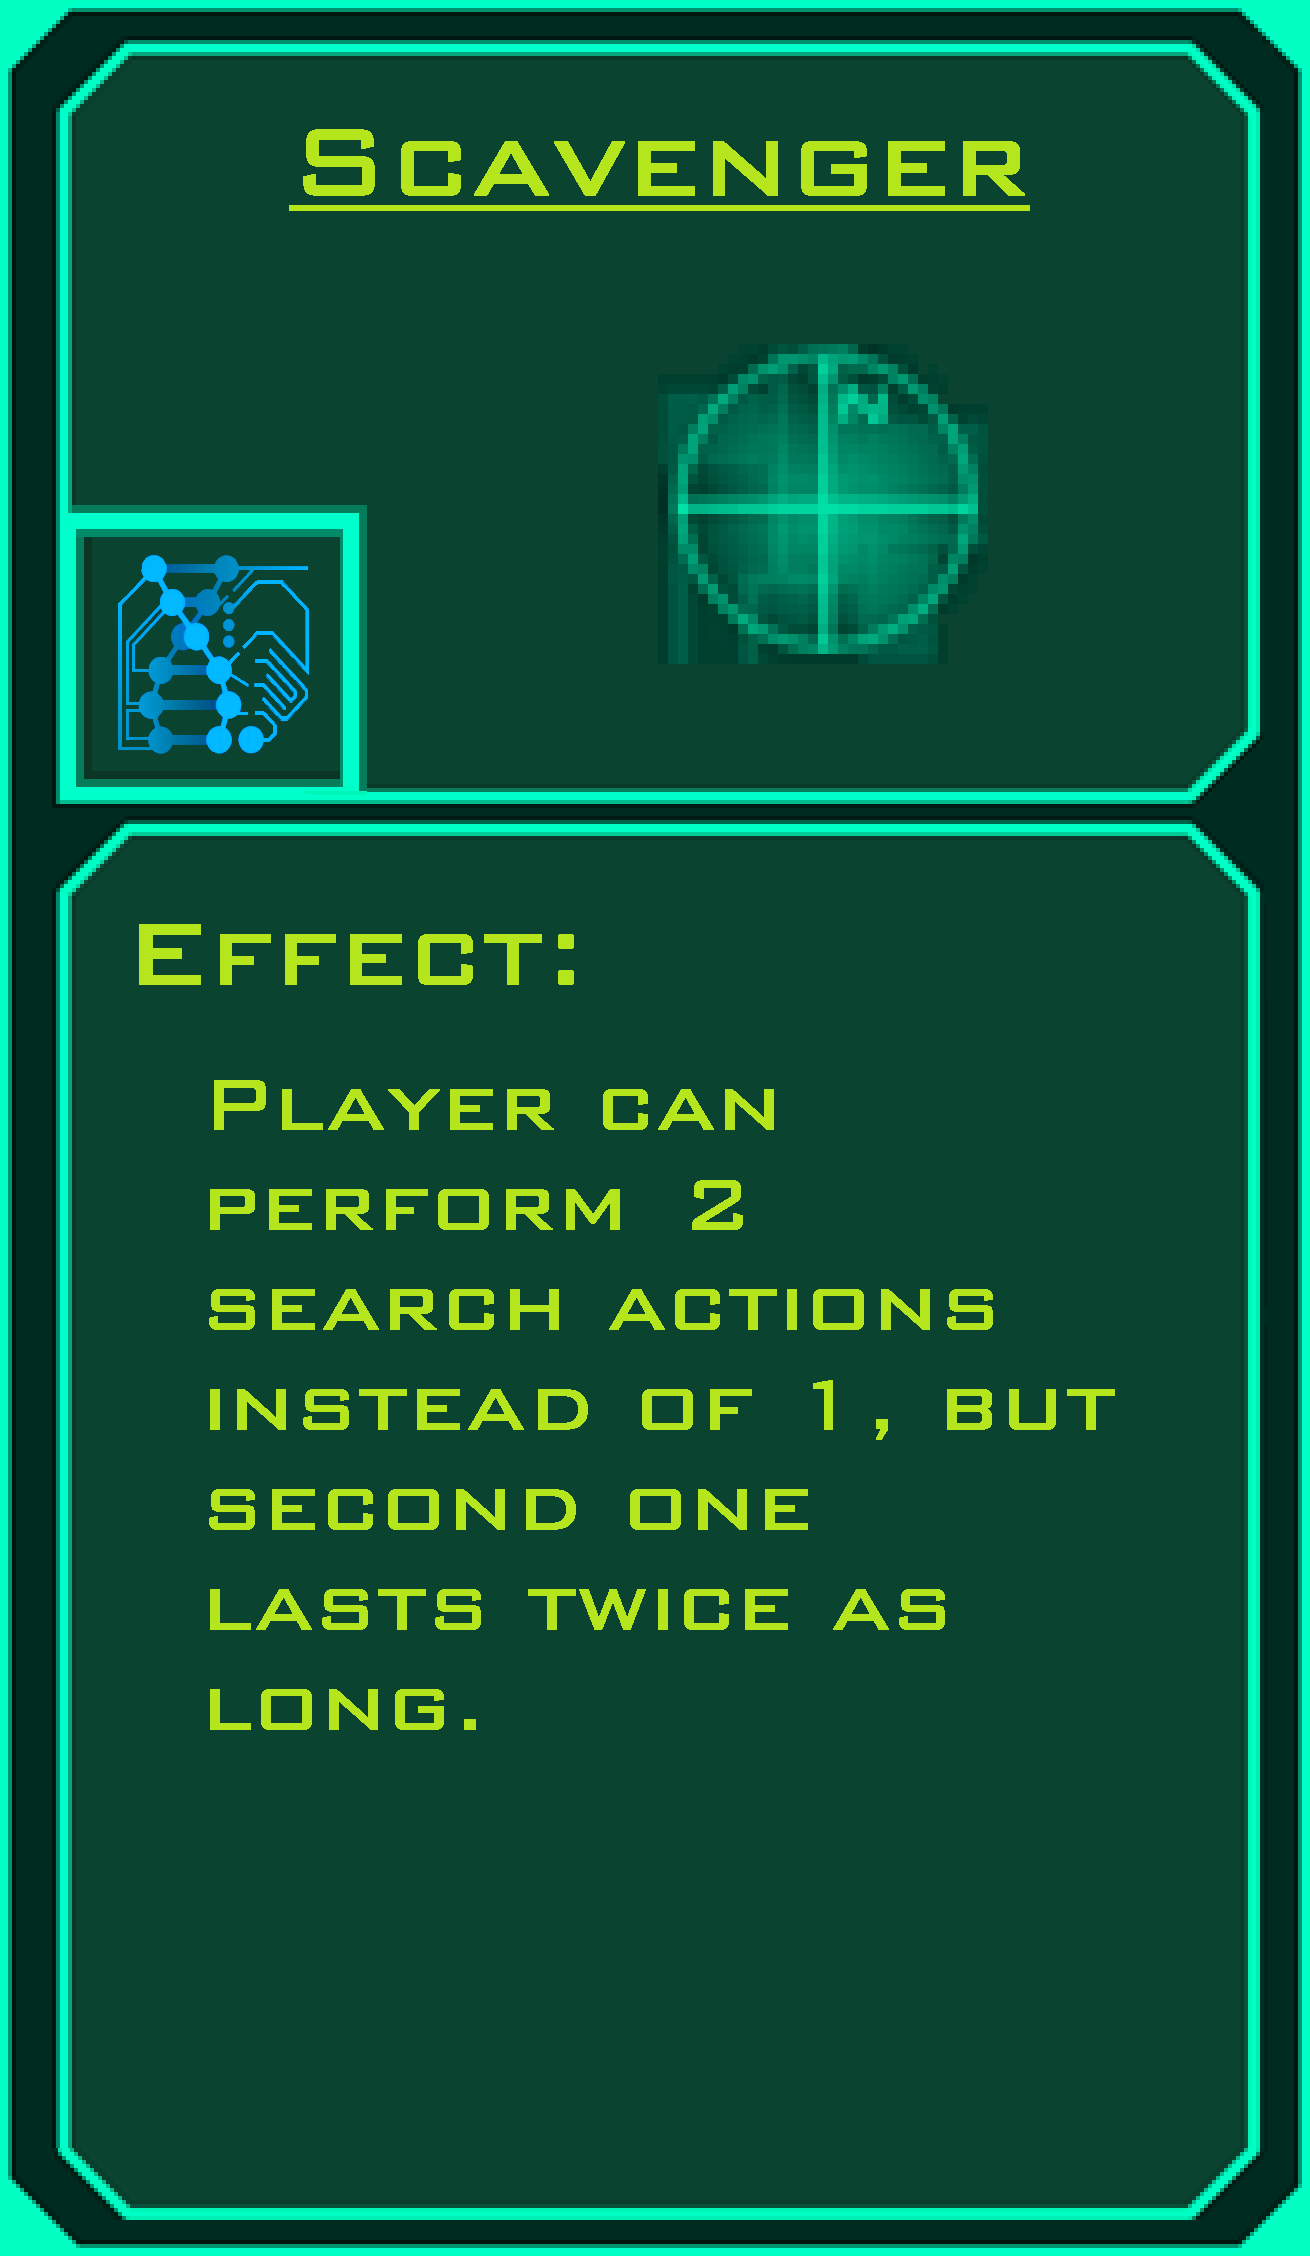 Scavenger
N
Effect:
Player can
perform 2
search actions
instead of 1, but
second one
lasts twice as
long.